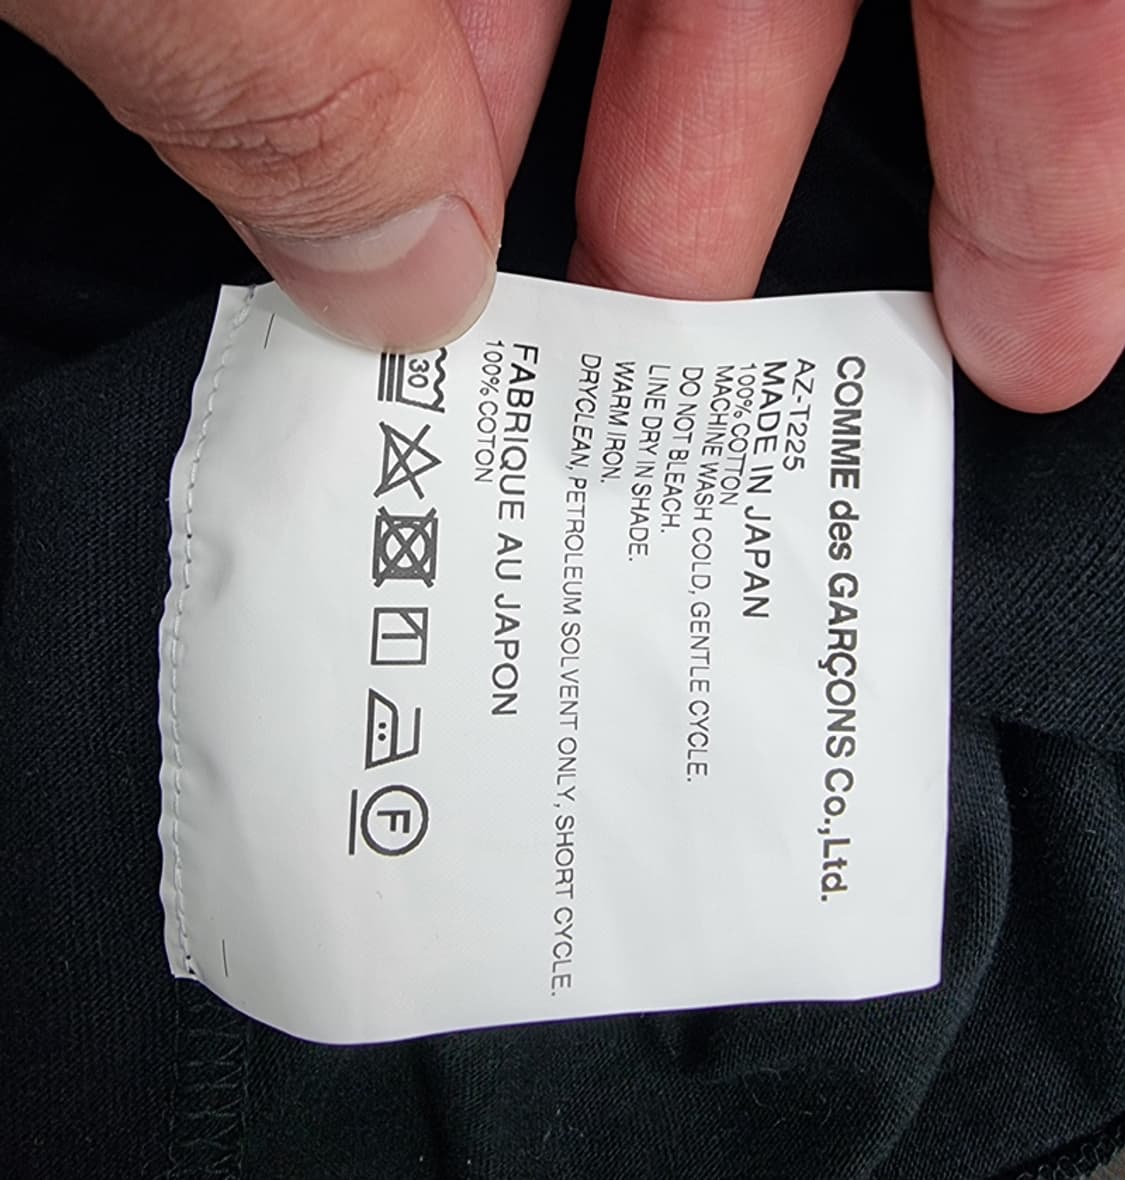 COMME des GARÇONS Co.,Ltd.
AZ-T225
MADE IN JAPAN
100% COTTON
MACHINE WASH COLD, GENTLE CYCLE.
DO NOT BLEACH.
LINE DRY IN SHADE.
WARM IRON.
DRYCLEAN, PETROLEUM SOLVENT ONLY, SHORT CYCLE.
FABRIQUE AU JAPON
100% COTON
30
F